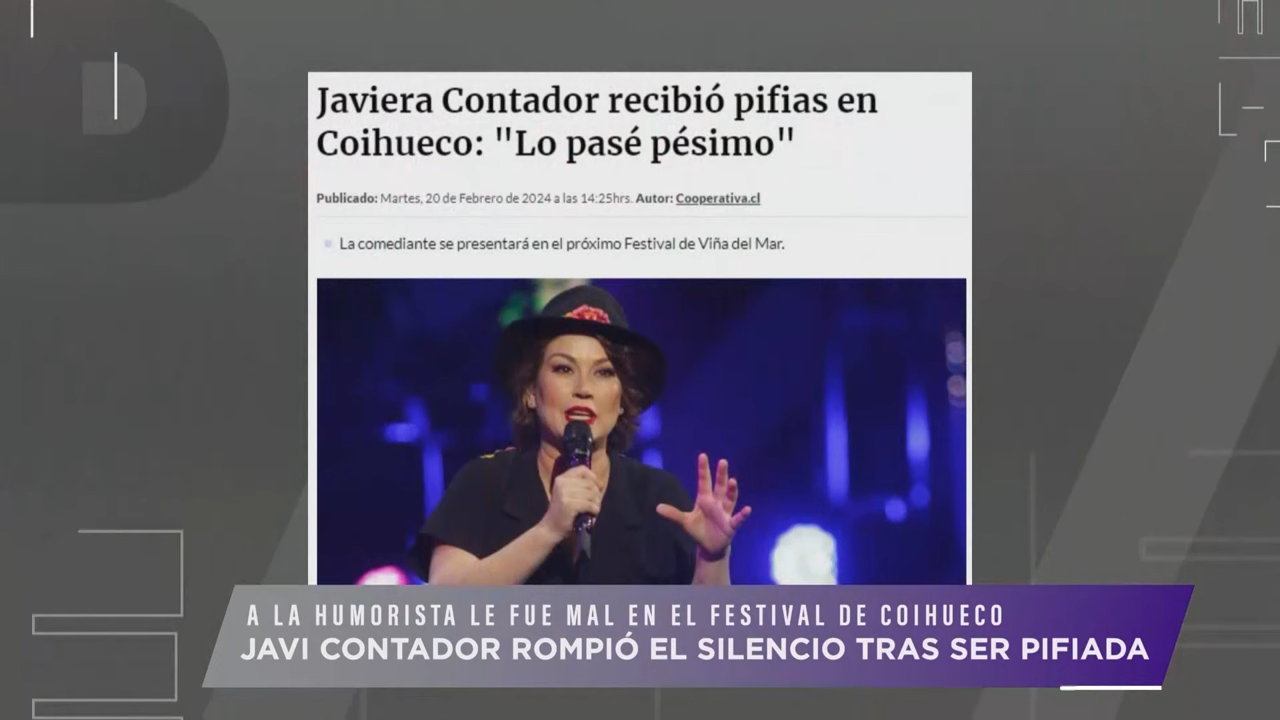 Javiera Contador recibió pifias en
Coihueco: "Lo pasé pésimo"
Publicado: Martes, 20 de Febrero de 2024 a las 14:25hrs. Autor: Cooperativa.cl
La comediante se presentará en el próximo Festival de Viña del Mar.
A LA HUMORISTA LE FUE MAL EN EL FESTIVAL DE COIHUECO
JAVI CONTADOR ROMPIÓ EL SILENCIO TRAS SER PIFIADA